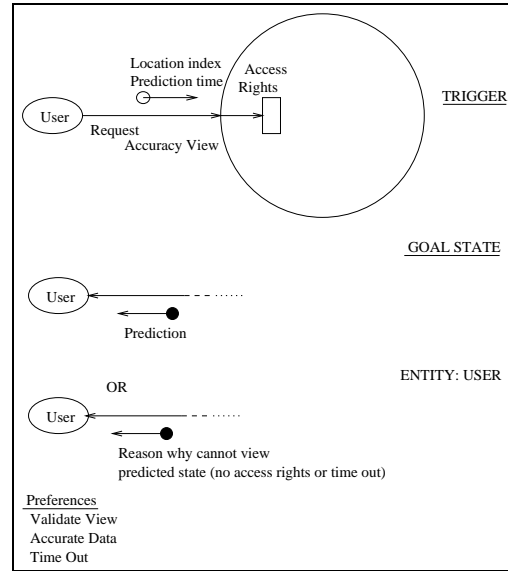 Location index
Prediction time
Access
Rights
TRIGGER
User
Request
Accuracy View
GOAL STATE
User
Prediction
ENTITY: USER
OR
User
Reason why cannot view
predicted state (no access rights or time out)
Preferences
Validate View
Accurate Data
Time Out